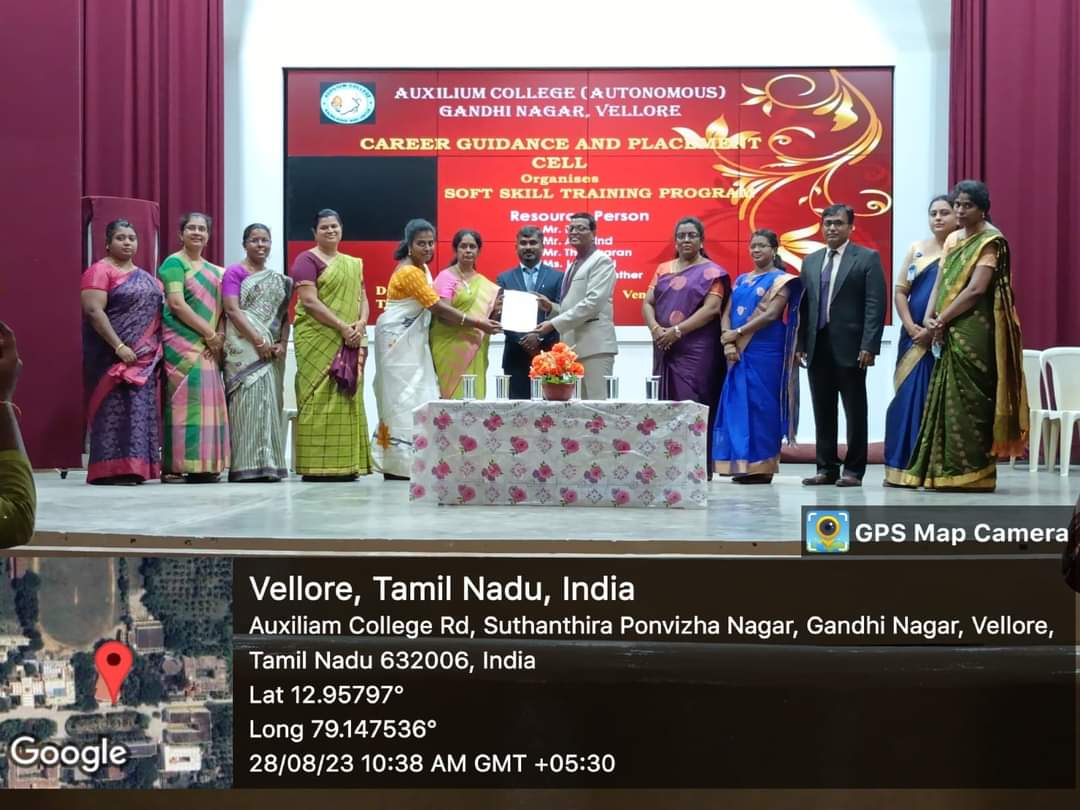 AUXILIUM COLLEGE (AUTONOMOUS)
GANDHI NAGAR, VELLORE
CAREER GUIDANCE AND PLACEMENT
CELL
Organises
SOFT SKILL TRAINING PROGRAM
Resource Person
Mr.
Mr.
Mr.
Ms.
GPS Map Camera
Vellore, Tamil Nadu, India
Auxiliam College Rd, Suthanthira Ponvizha Nagar, Gandhi Nagar, Vellore,
Tamil Nadu 632006, India
Lat 12.95797°
Long 79.147536°
28/08/23 10:38 AM GMT +05:30
Google